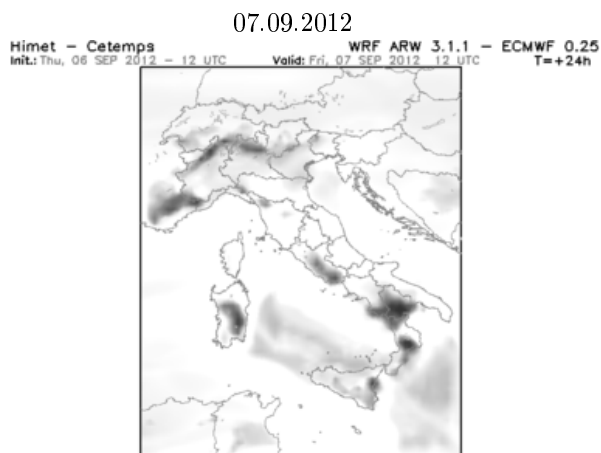 07.09.2012
Himet - Cetemps WRF ARW 3.1.1 - ECMWF 0.25
Init.: Thu, 06 SEP 2012 - 12 UTC Valid: Fri, 07 SEP 2012 12 UTC T=+24h